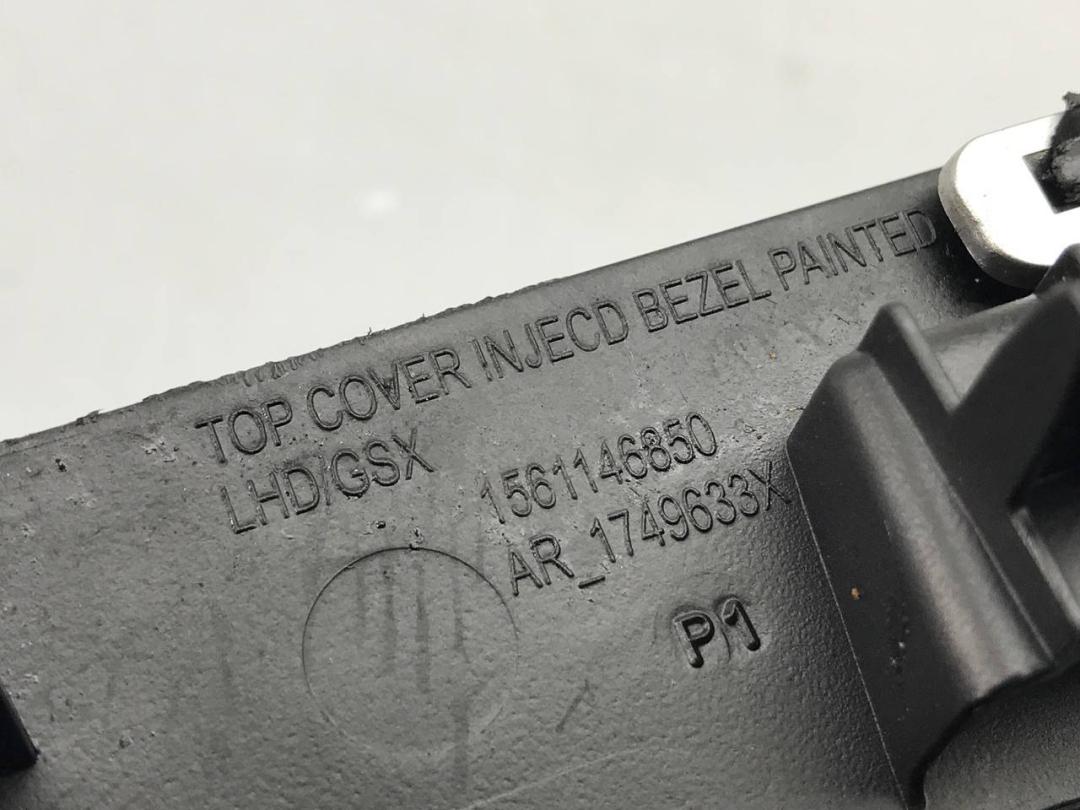 TOP COVER INJECD BEZEL PAINTED
LHD/GSX
1561146850
AR_1749633X
P1